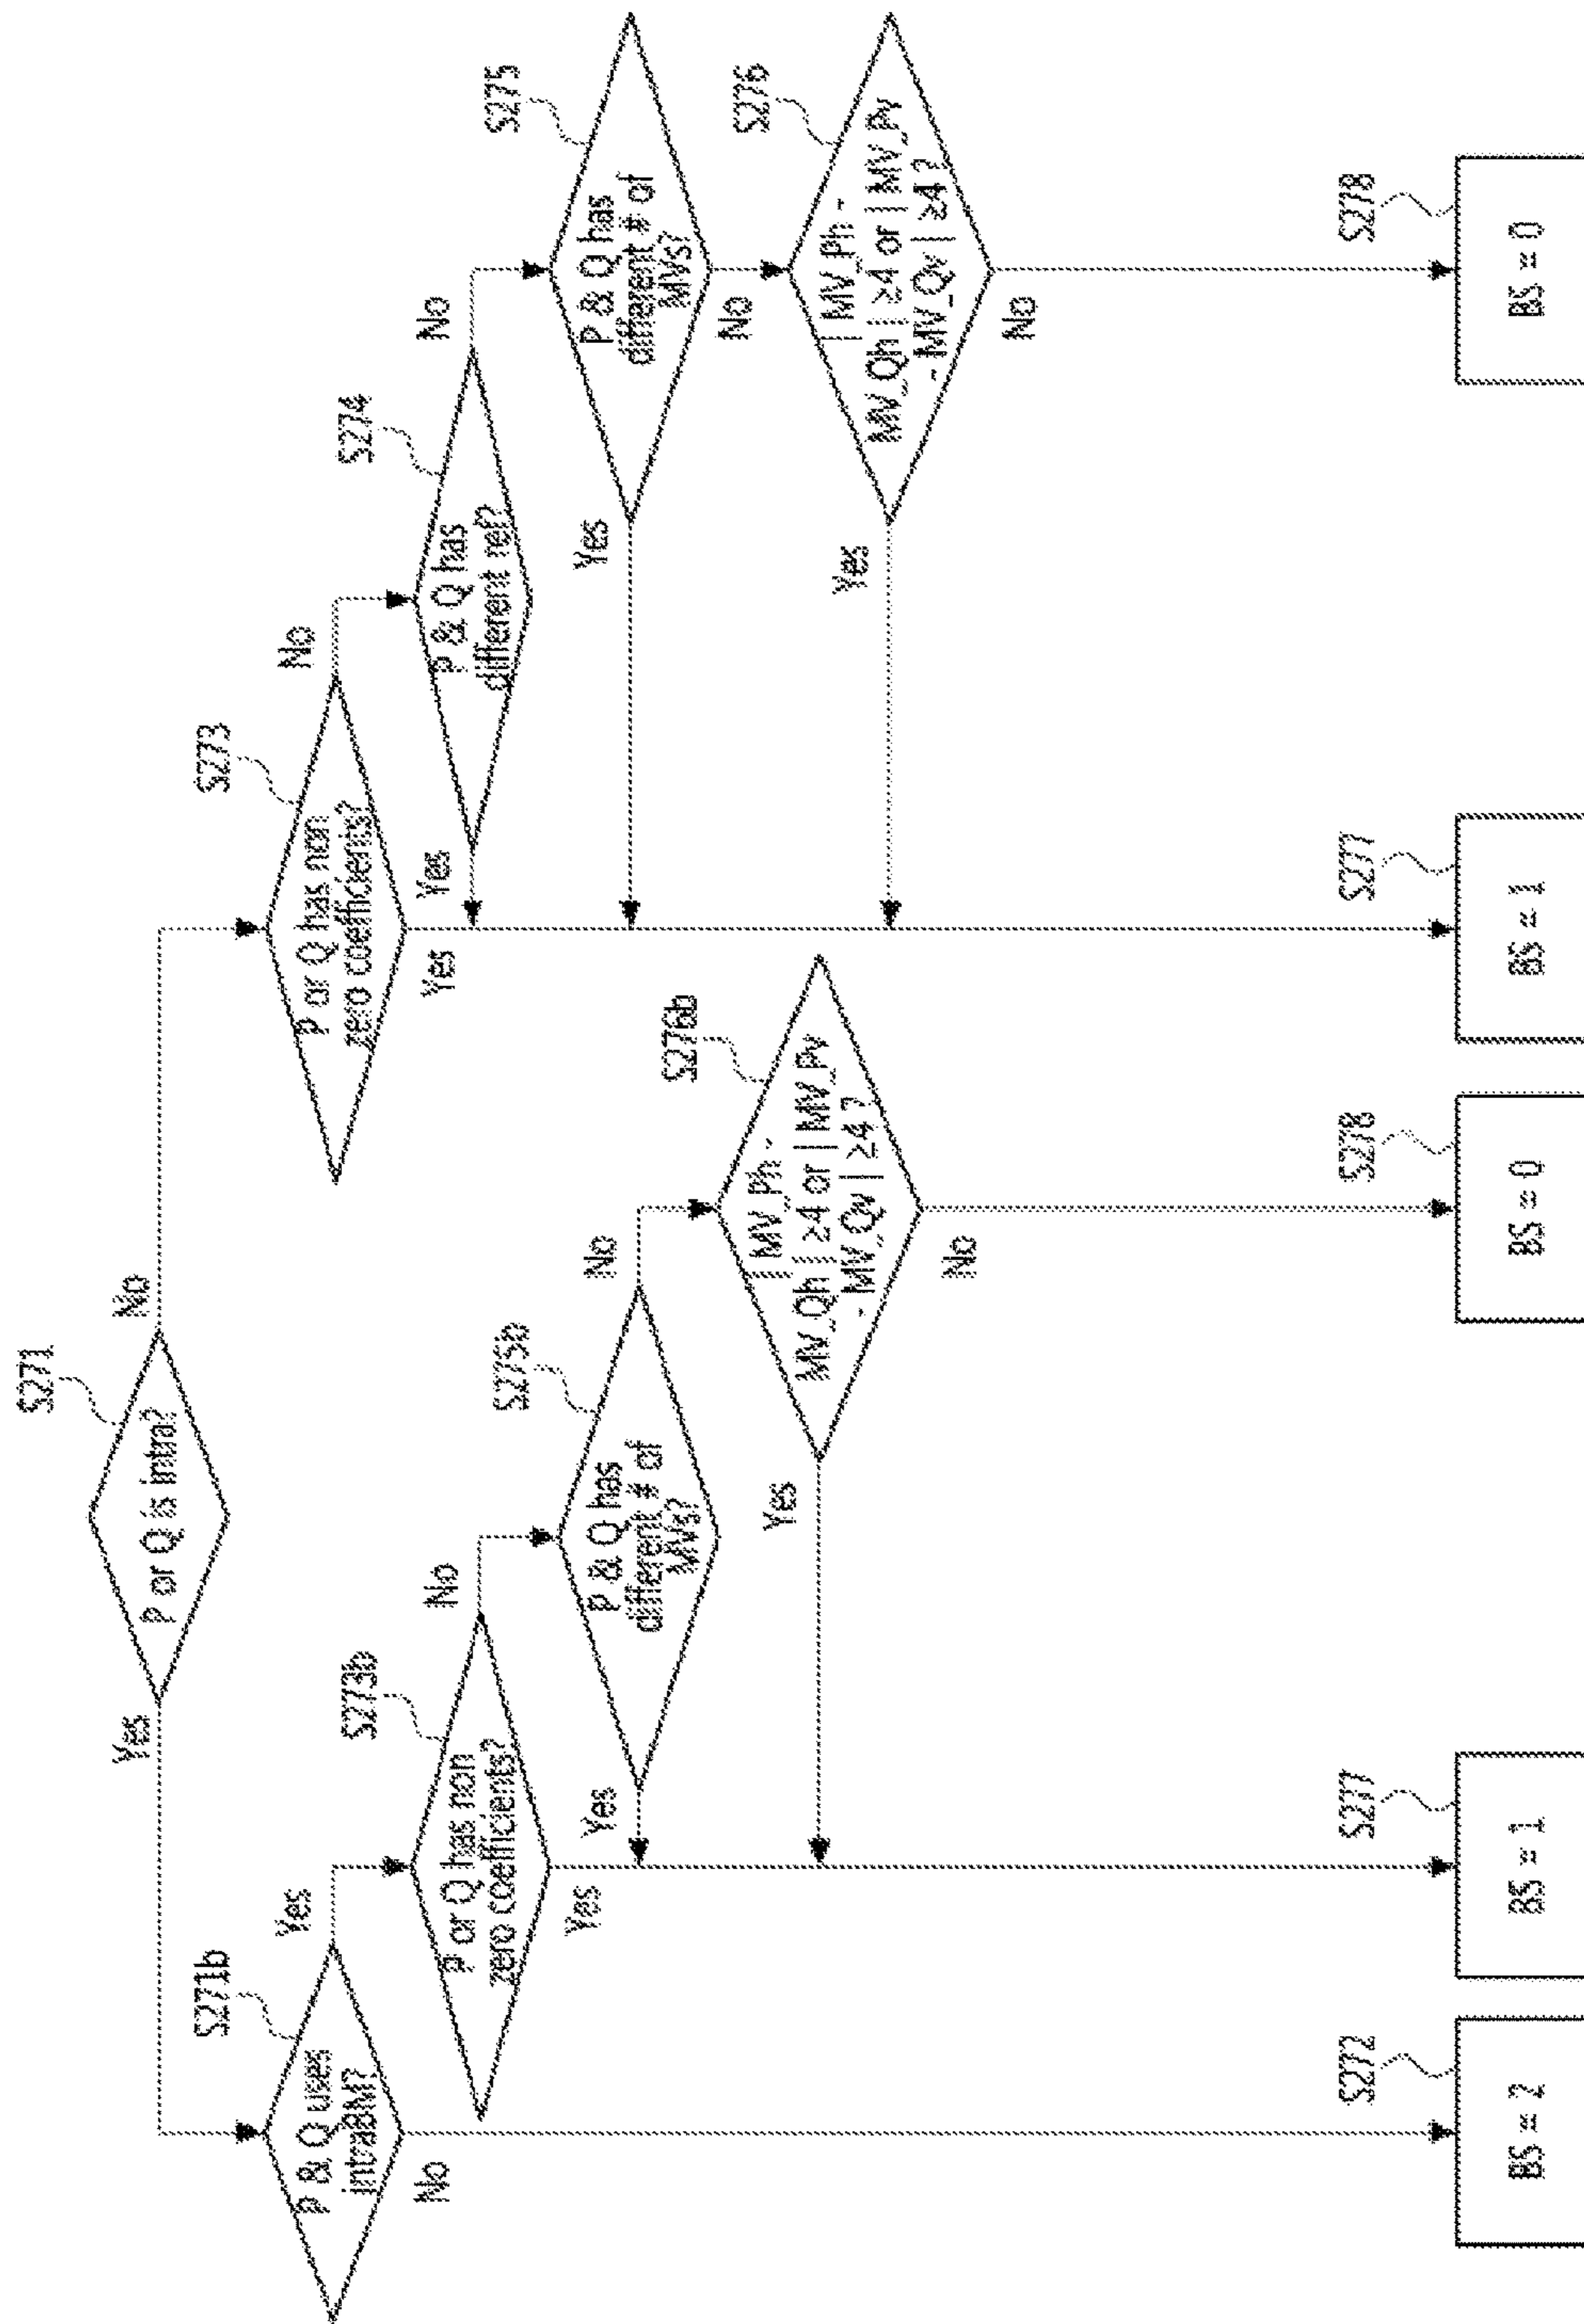 S271
P or Q is intra?
Yes
No
S271b
P & Q uses
intraBM?
Yes
No
S273
P or Q has non
zero coefficients?
No
Yes
S273b
P or Q has non
zero coefficients?
No
Yes
S274
P & Q has
different ref?
No
Yes
S275b
P & Q has
different # of
MVs?
No
Yes
S275
P & Q has
different # of
MVs?
Yes
No
S276b
| MV_Ph -
MV_Qh | ≥4 or | MV_Pv
- MV_Qv | ≥4 ?
Yes
No
S276
| MV_Ph -
MV_Qh | ≥4 or | MV_Pv
- MV_Qv | ≥4 ?
Yes
No
S272
BS = 2
S277
BS = 1
S278
BS = 0
S277
BS = 1
S278
BS = 0